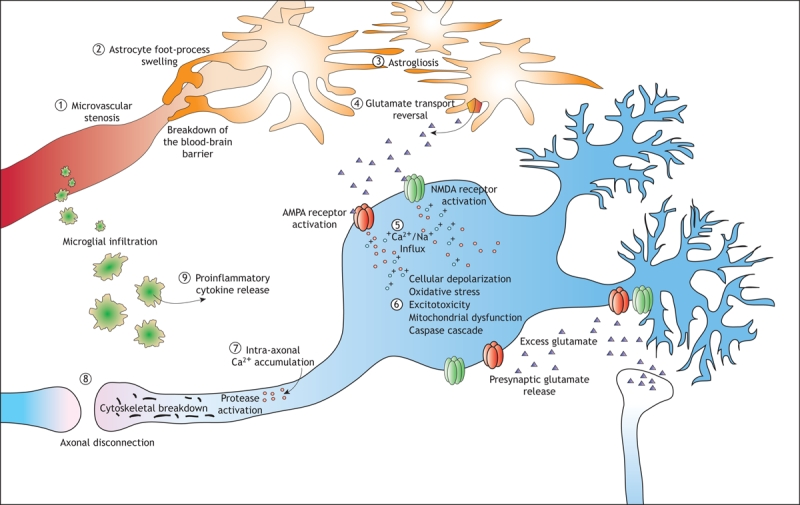 ② Astrocyte foot-process
swelling
③ Astrogliosis
① Microvascular
stenosis
④ Glutamate transport
reversal
Breakdown of
the blood-brain
barrier
NMDA receptor
activation
AMPA receptor
activation
⑤
Ca²⁺/Na⁺
Influx
Microglial infiltration
⑨ Proinflammatory
cytokine release
Cellular depolarization
Oxidative stress
⑥ Excitotoxicity
Mitochondrial dysfunction
Caspase cascade
⑦ Intra-axonal
Ca²⁺ accumulation
Excess glutamate
Presynaptic glutamate
release
⑧
Cytoskeletal breakdown
Protease
activation
Axonal disconnection